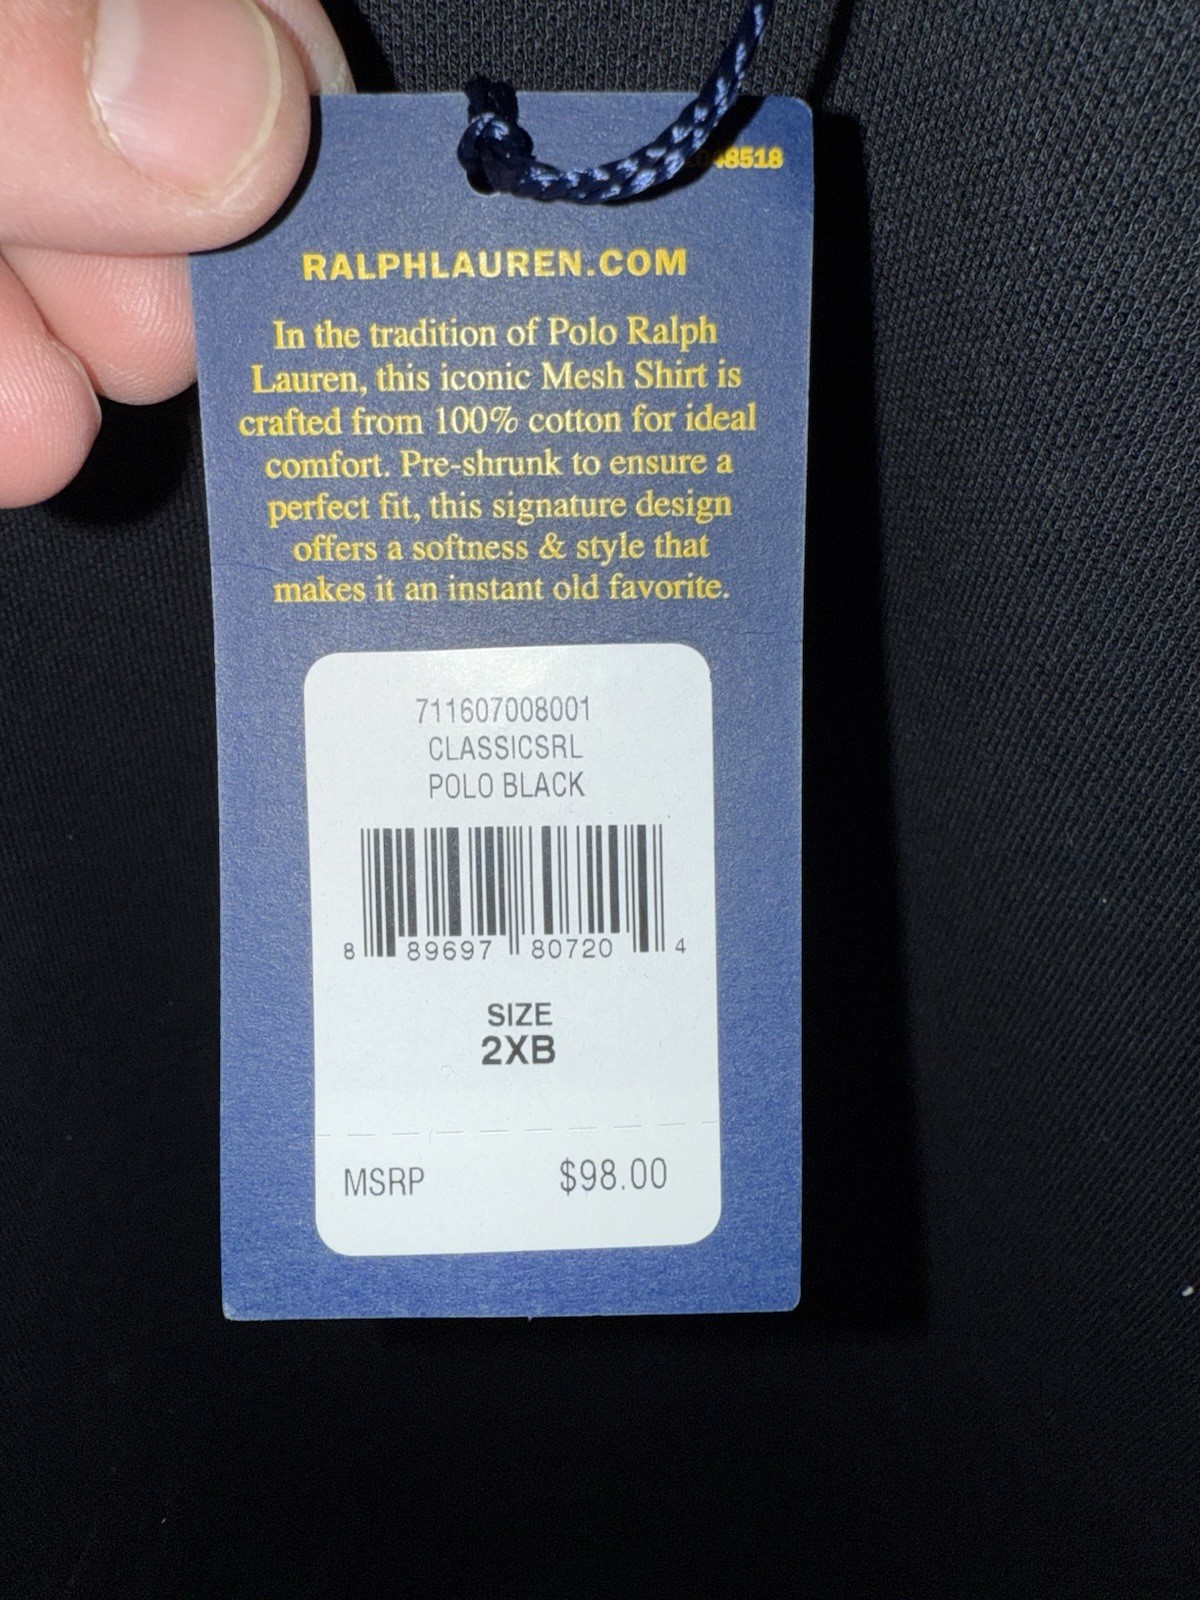 RALPHLAUREN.COM
In the tradition of Polo Ralph
Lauren, this iconic Mesh Shirt is
crafted from 100% cotton for ideal
comfort. Pre-shrunk to ensure a
perfect fit, this signature design
offers a softness & style that
makes it an instant old favorite.
711607008001
CLASSICSRL
POLO BLACK
8 89697 80720 4
SIZE
2XB
MSRP $98.00